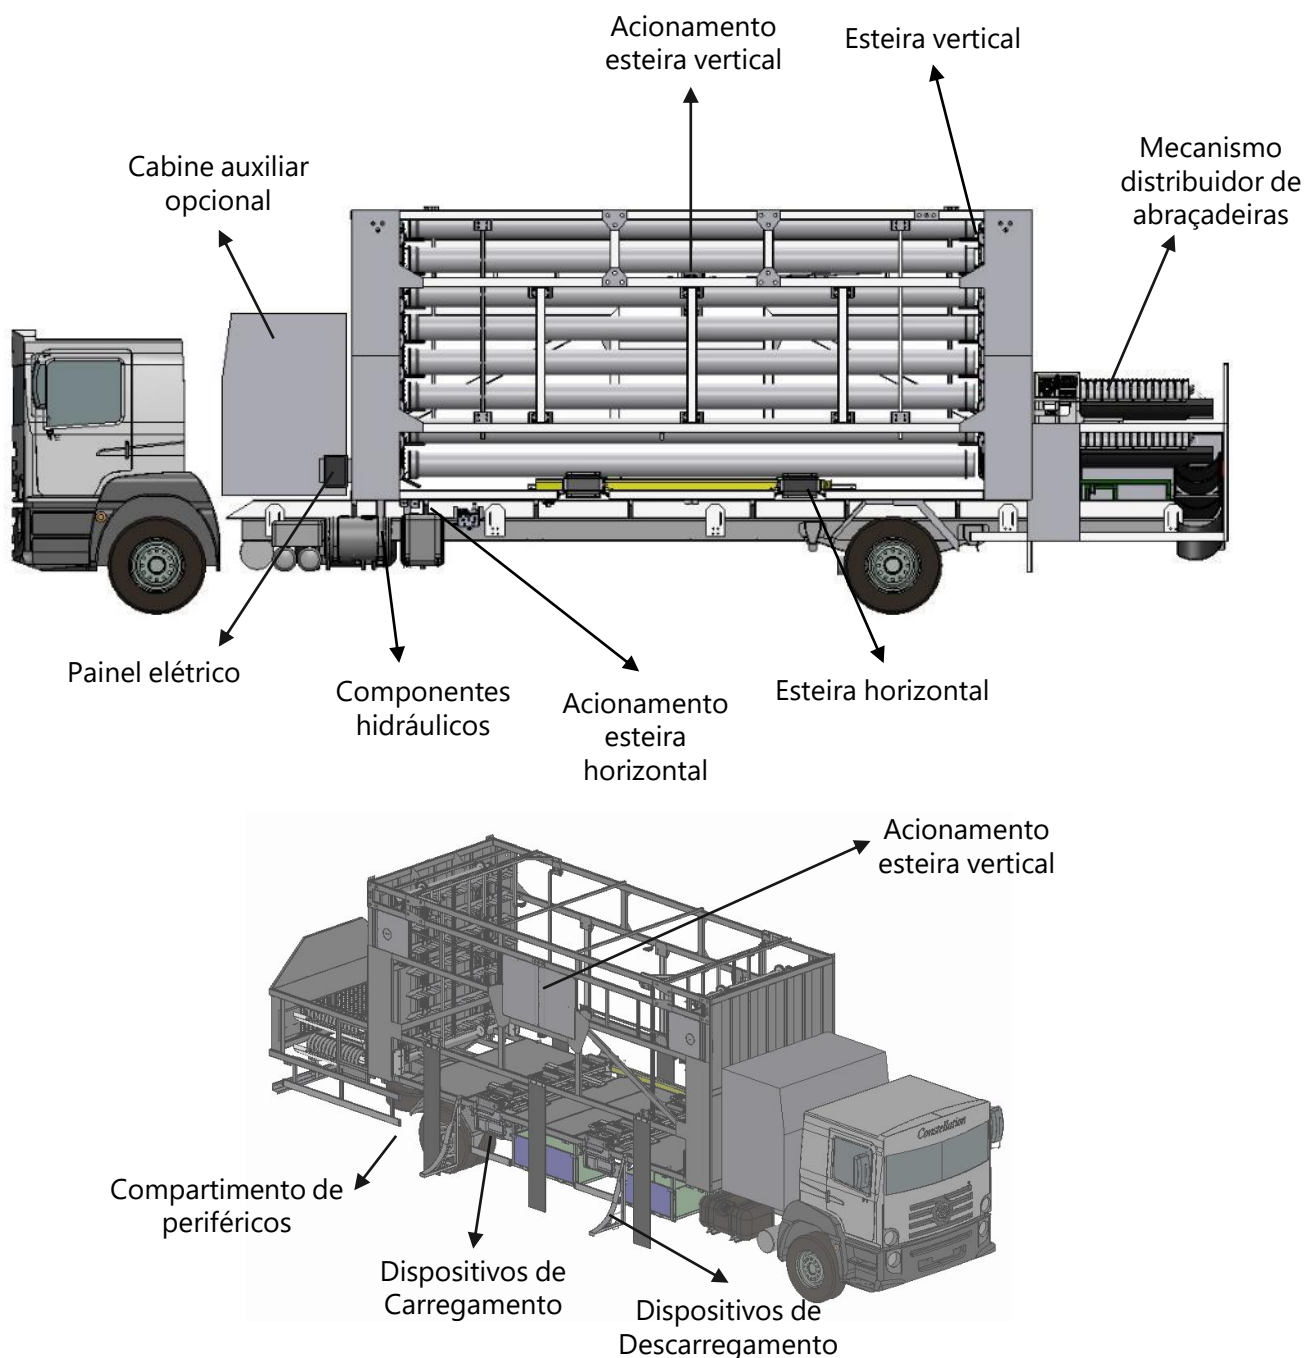 Acionamento
esteira vertical
Esteira vertical
Mecanismo
distribuidor de
abraçadeiras
Cabine auxiliar
opcional
Painel elétrico
Componentes
hidráulicos
Acionamento
esteira
horizontal
Esteira horizontal
Acionamento
esteira vertical
Constellation
Compartimento de
periféricos
Dispositivos de
Carregamento
Dispositivos de
Descarregamento